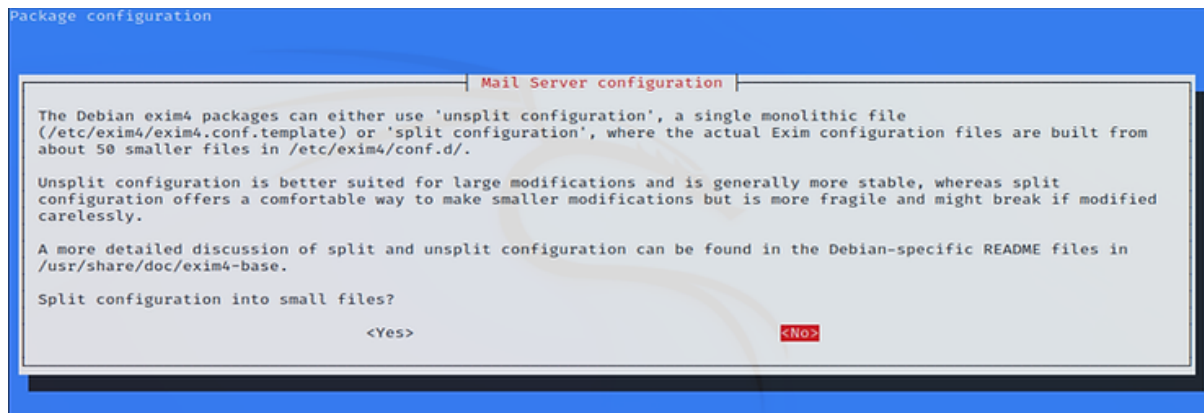 Package configuration
Mail Server configuration
The Debian exim4 packages can either use 'unsplit configuration', a single monolithic file
(/etc/exim4/exim4.conf.template) or 'split configuration', where the actual Exim configuration files are built from
about 50 smaller files in /etc/exim4/conf.d/.
Unsplit configuration is better suited for large modifications and is generally more stable, whereas split
configuration offers a comfortable way to make smaller modifications but is more fragile and might break if modified
carelessly.
A more detailed discussion of split and unsplit configuration can be found in the Debian-specific README files in
/usr/share/doc/exim4-base.
Split configuration into small files?
<Yes> <No>